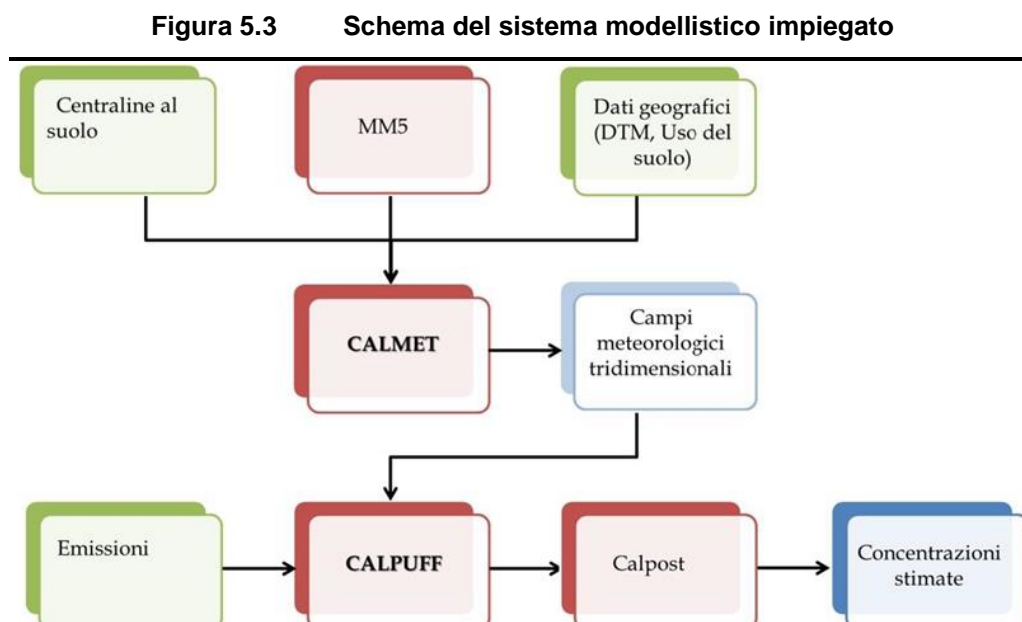 Figura 5.3 Schema del sistema modellistico impiegato
Centraline al
suolo
MM5
Dati geografici
(DTM, Uso del
suolo)
CALMET
Campi
meteorologici
tridimensionali
Emissioni
CALPUFF
Calpost
Concentrazioni
stimate